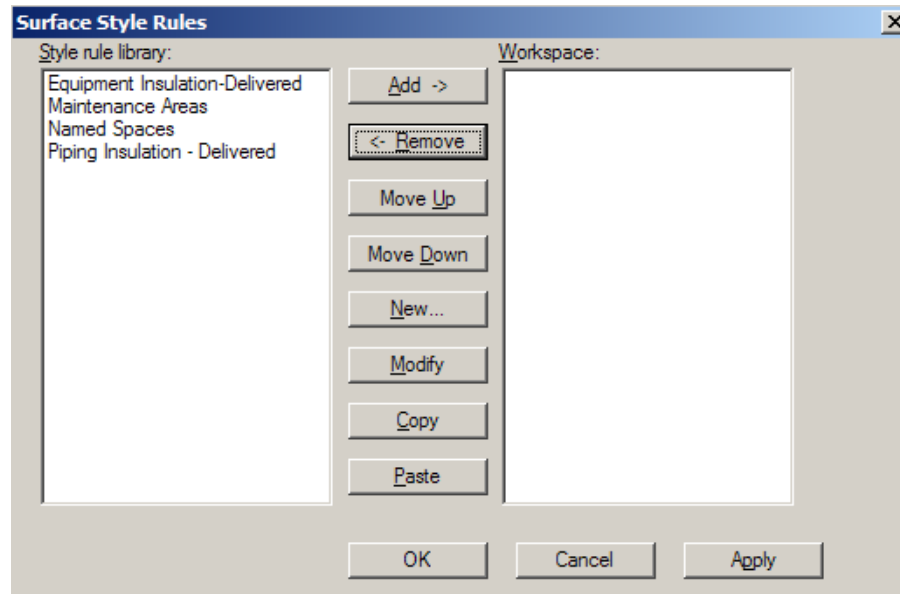 Surface Style Rules
Style rule library:
Workspace:
Equipment Insulation-Delivered
Maintenance Areas
Named Spaces
Piping Insulation - Delivered
Add ->
<- Remove
Move Up
Move Down
New...
Modify
Copy
Paste
OK
Cancel
Apply